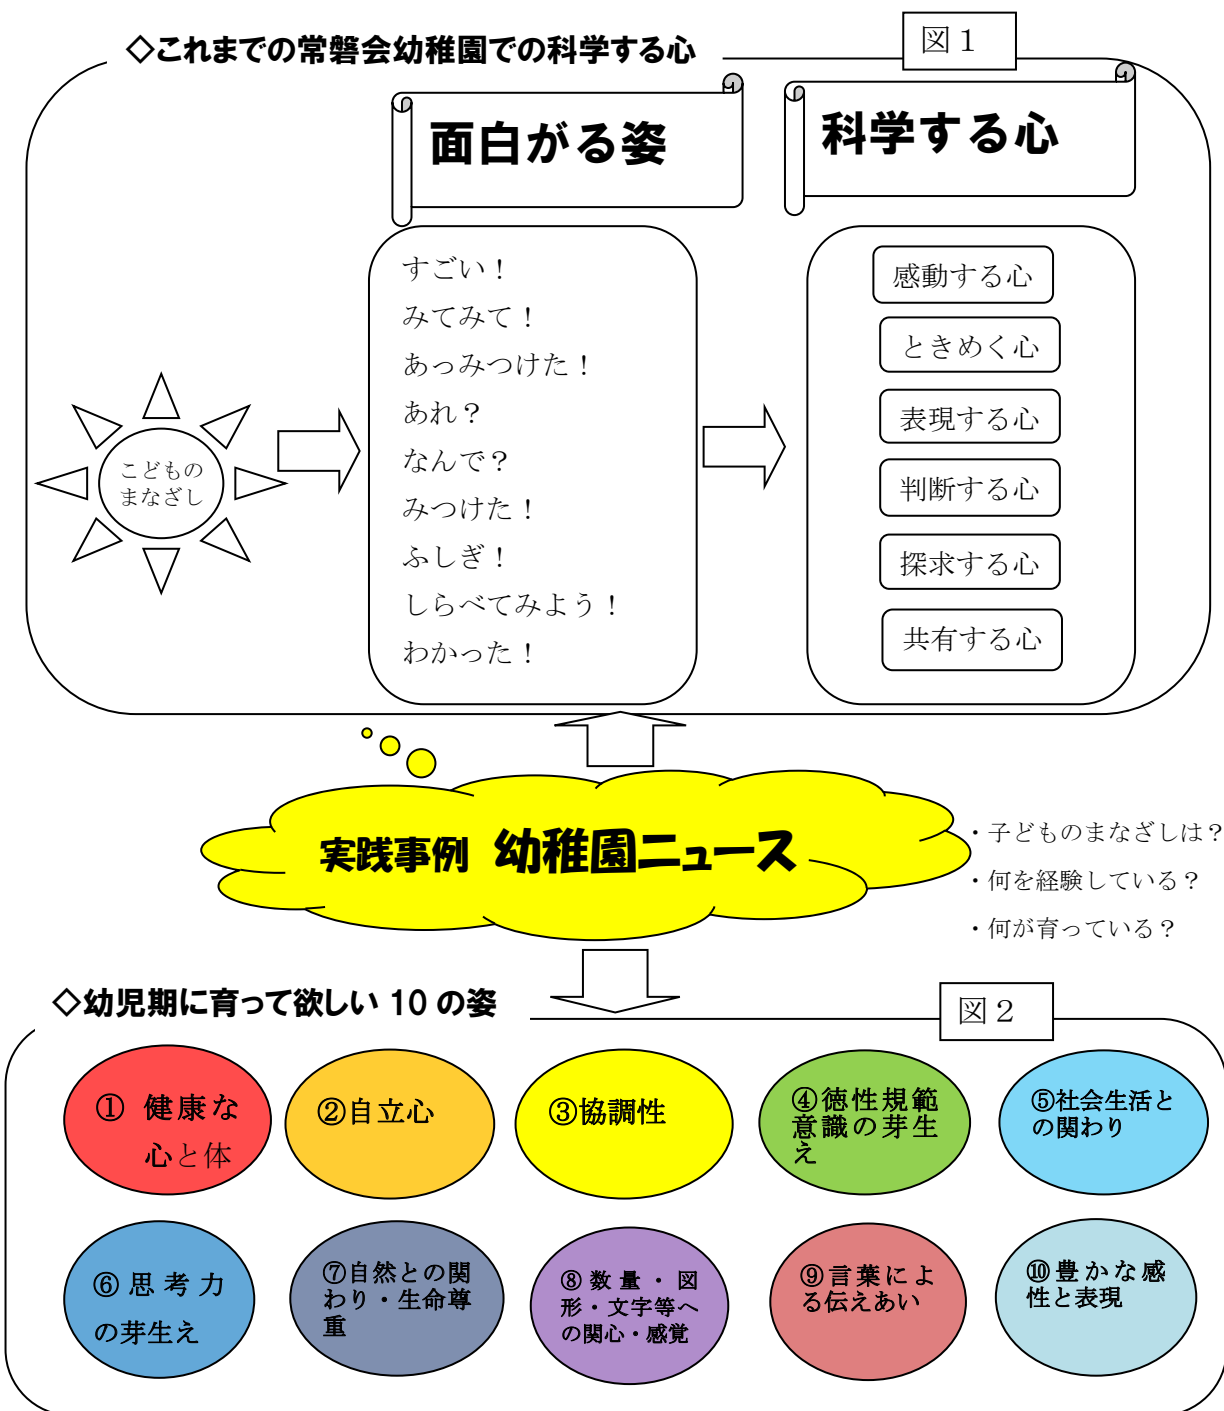 ◇これまでの常磐会幼稚園での科学する心
図１
面白がる姿
科学する心
こどもの
まなざし
すごい！
みてみて！
あっみつけた！
あれ？
なんで？
みつけた！
ふしぎ！
しらべてみよう！
わかった！
感動する心
ときめく心
表現する心
判断する心
探求する心
共有する心
実践事例 幼稚園ニュース
・子どものまなざしは？
・何を経験している？
・何が育っている？
◇幼児期に育って欲しい 10 の姿
図２
① 健康な
心と体
②自立心
③協調性
④徳性規範
意識の芽生
え
⑤社会生活と
の関わり
⑥思考力
の芽生え
⑦自然との関
わり・生命尊
重
⑧数量・図
形・文字等へ
の関心・感覚
⑨言葉によ
る伝えあい
⑩豊かな感
性と表現